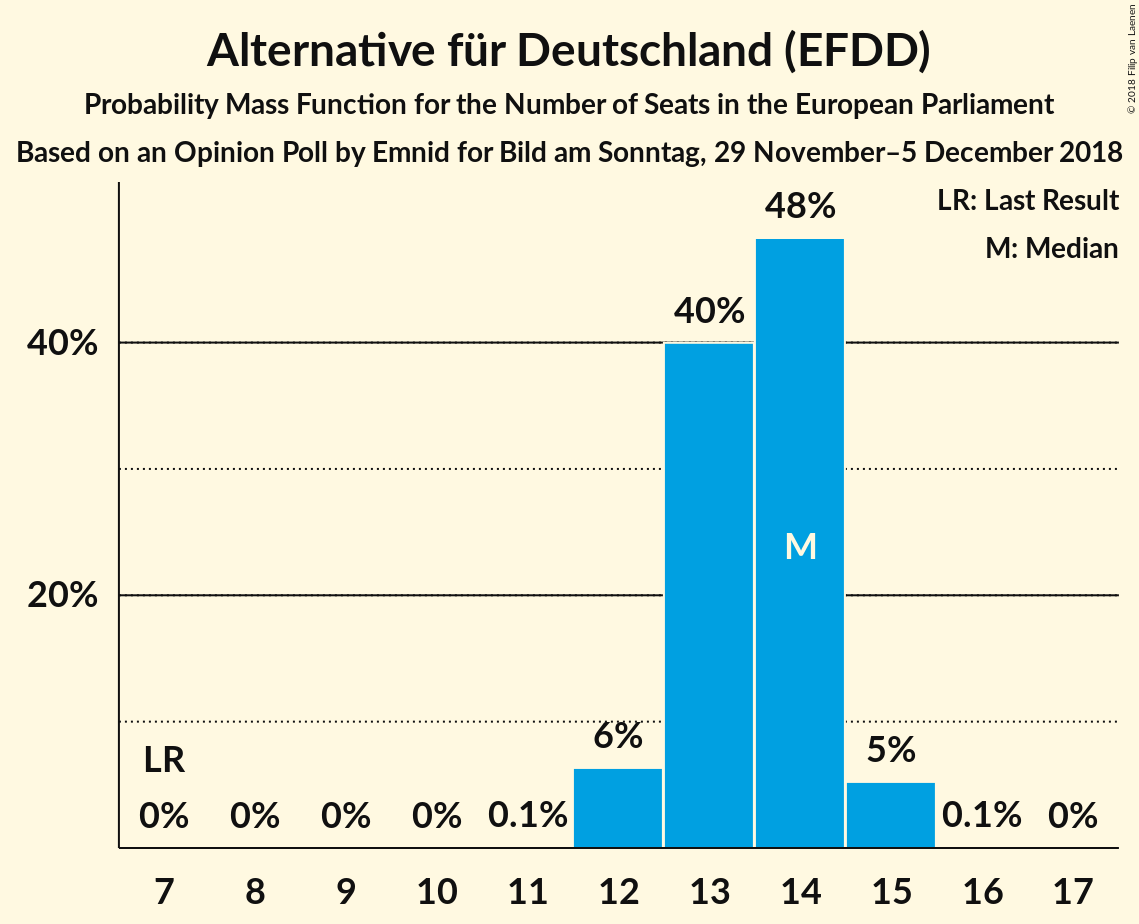 Alternative für Deutschland (EFDD)
Probability Mass Function for the Number of Seats in the European Parliament
Based on an Opinion Poll by Emnid for Bild am Sonntag, 29 November–5 December 2018
© 2018 Filip van Laenen
LR: Last Result
M: Median
40%
20%
LR
0%
0%
0%
0%
0.1%
6%
40%
48%
M
5%
0.1%
0%
7 8 9 10 11 12 13 14 15 16 17